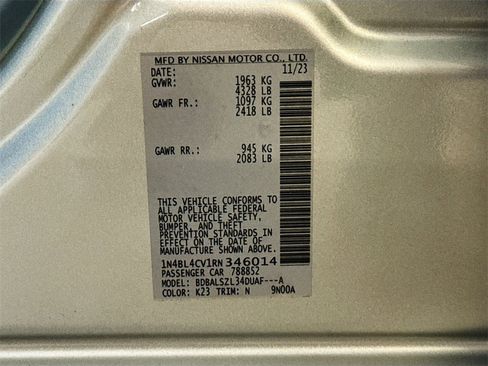 MFD BY NISSAN MOTOR CO., LTD.
DATE: 11/23
GVWR: 1963 KG
4328 LB
GAWR FR.: 1097 KG
2418 LB
GAWR RR.: 945 KG
2083 LB
THIS VEHICLE CONFORMS TO
ALL APPLICABLE FEDERAL
MOTOR VEHICLE SAFETY,
BUMPER, AND THEFT
PREVENTION STANDARDS IN
EFFECT ON THE DATE OF
MANUFACTURE SHOWN ABOVE.
1N4BL4CV1RN346014
PASSENGER CAR 788852
MODEL: BDBALSZL34DUAF---A
COLOR: K23 TRIM: N 9N00A